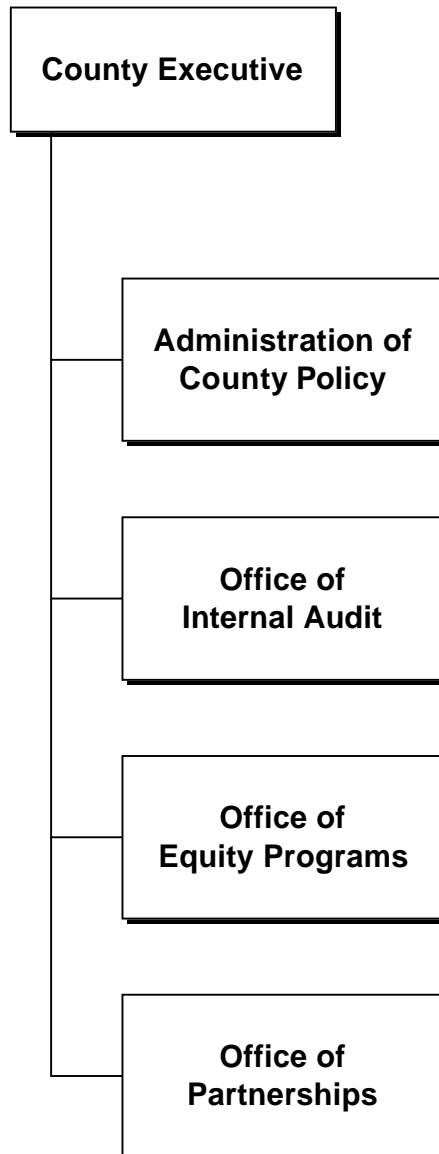 County Executive
Administration of
County Policy
Office of
Internal Audit
Office of
Equity Programs
Office of
Partnerships